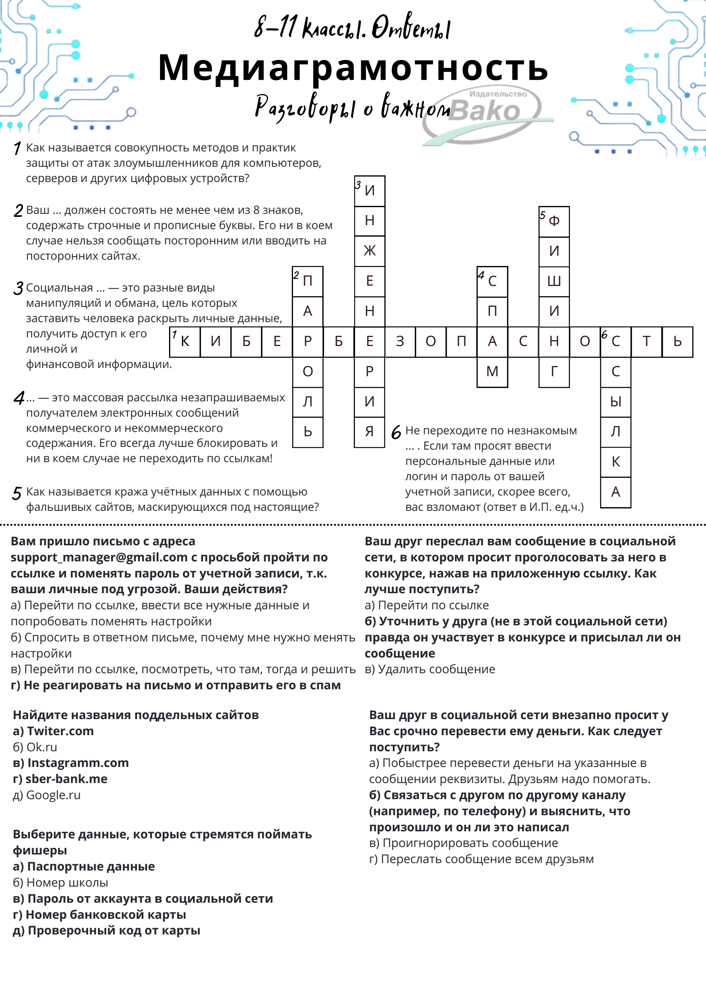 8–11 классы. Ответы
Медиаграмотность
Разговоры о важном
Издательство
Bako
1 Как называется совокупность методов и практик
защиты от атак злоумышленников для компьютеров,
серверов и других цифровых устройств?
2 Ваш ... должен состоять не менее чем из 8 знаков,
содержать строчные и прописные буквы. Его ни в коем
случае нельзя сообщать посторонним или вводить на
посторонних сайтах.
3 Социальная ... — это разные виды
манипуляций и обмана, цель которых
заставить человека раскрыть личные данные,
получить доступ к его
личной и
финансовой информации.
4 ... — это массовая рассылка незапрашиваемых
получателем электронных сообщений
коммерческого и некоммерческого
содержания. Его всегда лучше блокировать и
ни в коем случае не переходить по ссылкам!
5 Как называется кража учётных данных с помощью
фальшивых сайтов, маскирующихся под настоящие?
6 Не переходите по незнакомым
... . Если там просят ввести
персональные данные или
логин и пароль от вашей
учетной записи, скорее всего,
вас взломают (ответ в И.П. ед.ч.)
1 КИБЕРБЕЗОПАСНОСТЬ
2 ПАРОЛЬ
3 ИНЖЕНЕРИЯ
4 СПАМ
5 ФИШИНГ
6 ССЫЛКА
Вам пришло письмо с адреса
support_manager@gmail.com с просьбой пройти по
ссылке и поменять пароль от учетной записи, т.к.
ваши личные под угрозой. Ваши действия?
а) Перейти по ссылке, ввести все нужные данные и
попробовать поменять настройки
б) Спросить в ответном письме, почему мне нужно менять
настройки
в) Перейти по ссылке, посмотреть, что там, тогда и решить
г) Не реагировать на письмо и отправить его в спам
Найдите названия поддельных сайтов
а) Twiter.com
б) Ok.ru
в) Instagramm.com
г) sber-bank.me
д) Google.ru
Выберите данные, которые стремятся поймать
фишеры
а) Паспортные данные
б) Номер школы
в) Пароль от аккаунта в социальной сети
г) Номер банковской карты
д) Проверочный код от карты
Ваш друг переслал вам сообщение в социальной
сети, в котором просит проголосовать за него в
конкурсе, нажав на приложенную ссылку. Как
лучше поступить?
а) Перейти по ссылке
б) Уточнить у друга (не в этой социальной сети)
правда он участвует в конкурсе и присылал ли он
сообщение
в) Удалить сообщение
Ваш друг в социальной сети внезапно просит у
Вас срочно перевести ему деньги. Как следует
поступить?
а) Побыстрее перевести деньги на указанные в
сообщении реквизиты. Друзьям надо помогать.
б) Связаться с другом по другому каналу
(например, по телефону) и выяснить, что
произошло и он ли это написал
в) Проигнорировать сообщение
г) Переслать сообщение всем друзьям